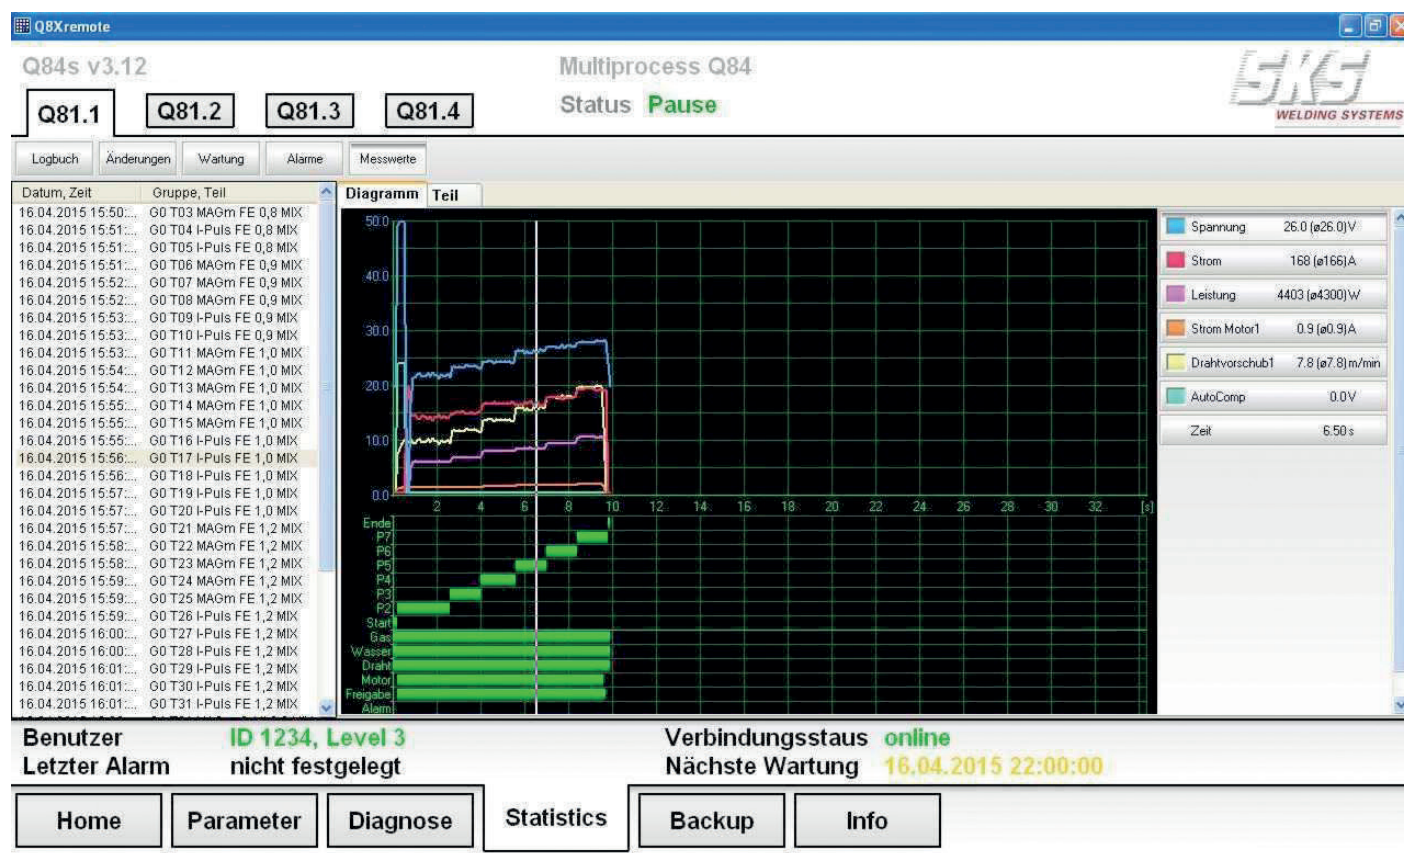 Q8Xremote
Q84s v3.12
Multiprocess Q84
SKS
WELDING SYSTEMS
Q81.1 Q81.2 Q81.3 Q81.4
Status Pause
Logbuch Änderungen Wartung Alarme Messwerte
Datum, Zeit Gruppe, Teil
16.04.2015 15:50:... G0 T03 MAGm FE 0,8 MIX
16.04.2015 15:51:... G0 T04 I-Puls FE 0,8 MIX
16.04.2015 15:51:... G0 T05 I-Puls FE 0,8 MIX
16.04.2015 15:51:... G0 T06 MAGm FE 0,9 MIX
16.04.2015 15:52:... G0 T07 MAGm FE 0,9 MIX
16.04.2015 15:52:... G0 T08 MAGm FE 0,9 MIX
16.04.2015 15:53:... G0 T09 I-Puls FE 0,9 MIX
16.04.2015 15:53:... G0 T10 I-Puls FE 0,9 MIX
16.04.2015 15:53:... G0 T11 MAGm FE 1,0 MIX
16.04.2015 15:54:... G0 T12 MAGm FE 1,0 MIX
16.04.2015 15:54:... G0 T13 MAGm FE 1,0 MIX
16.04.2015 15:55:... G0 T14 MAGm FE 1,0 MIX
16.04.2015 15:55:... G0 T15 MAGm FE 1,0 MIX
16.04.2015 15:55:... G0 T16 I-Puls FE 1,0 MIX
16.04.2015 15:56:... G0 T17 I-Puls FE 1,0 MIX
16.04.2015 15:56:... G0 T18 I-Puls FE 1,0 MIX
16.04.2015 15:57:... G0 T19 I-Puls FE 1,0 MIX
16.04.2015 15:57:... G0 T20 I-Puls FE 1,0 MIX
16.04.2015 15:57:... G0 T21 MAGm FE 1,2 MIX
16.04.2015 15:58:... G0 T22 MAGm FE 1,2 MIX
16.04.2015 15:58:... G0 T23 MAGm FE 1,2 MIX
16.04.2015 15:59:... G0 T24 MAGm FE 1,2 MIX
16.04.2015 15:59:... G0 T25 MAGm FE 1,2 MIX
16.04.2015 15:59:... G0 T26 I-Puls FE 1,2 MIX
16.04.2015 16:00:... G0 T27 I-Puls FE 1,2 MIX
16.04.2015 16:00:... G0 T28 I-Puls FE 1,2 MIX
16.04.2015 16:01:... G0 T29 I-Puls FE 1,2 MIX
16.04.2015 16:01:... G0 T30 I-Puls FE 1,2 MIX
16.04.2015 16:01:... G0 T31 I-Puls FE 1,2 MIX
Diagramm Teil
50.0
40.0
30.0
20.0
10.0
0.0
2 4 6 8 10 12 14 16 18 20 22 24 26 28 30 32 [s]
Ende
P7
P6
P5
P4
P3
P2
Start
Gas
Wasser
Draht
Motor
Freigabe
Alarm
Spannung 26.0 (ø26.0)V
Strom 168 (ø166)A
Leistung 4403 (ø4300)W
Strom Motor1 0.9 (ø0.9)A
Drahtvorschub1 7.8 (ø7.8)m/min
AutoComp 0.0V
Zeit 6.50 s
Benutzer ID 1234, Level 3
Verbindungsstaus online
Letzter Alarm nicht festgelegt
Nächste Wartung 16.04.2015 22:00:00
Home Parameter Diagnose Statistics Backup Info